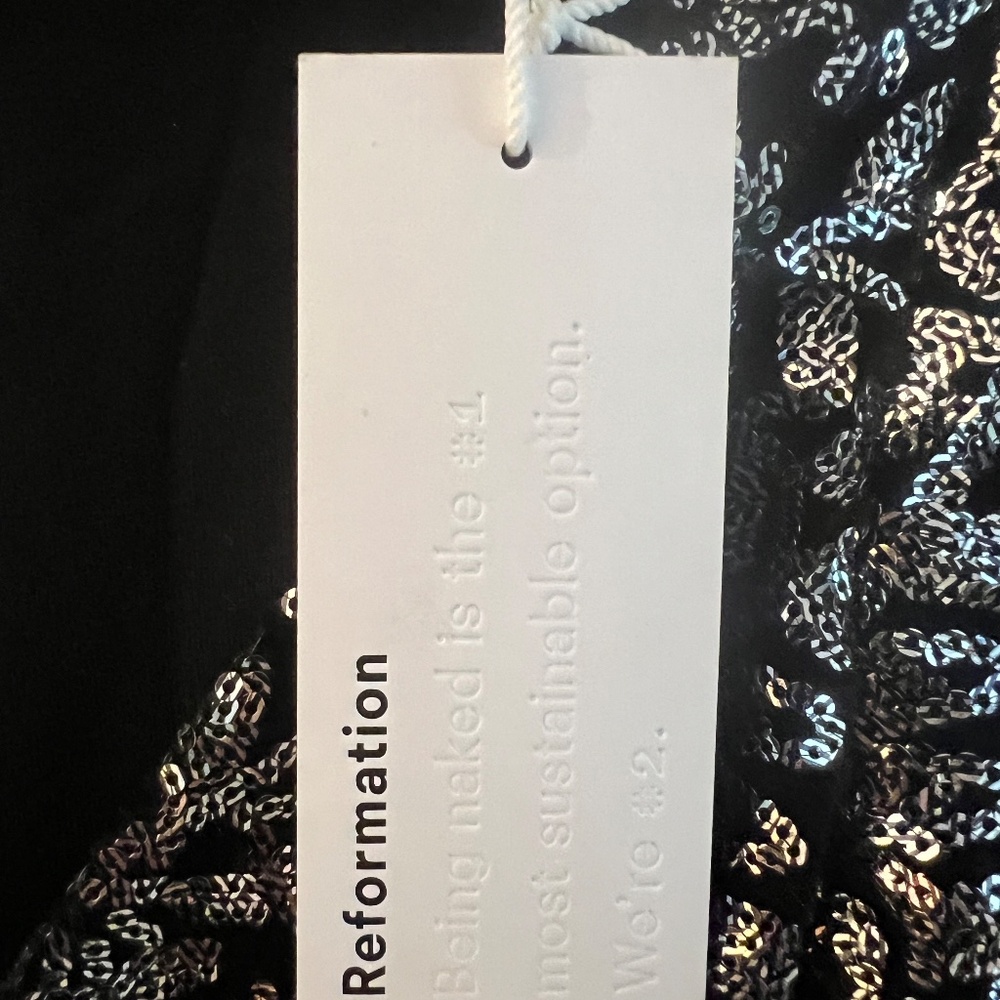 Reformation
Being naked is the #1
most sustainable option.
We're #2.